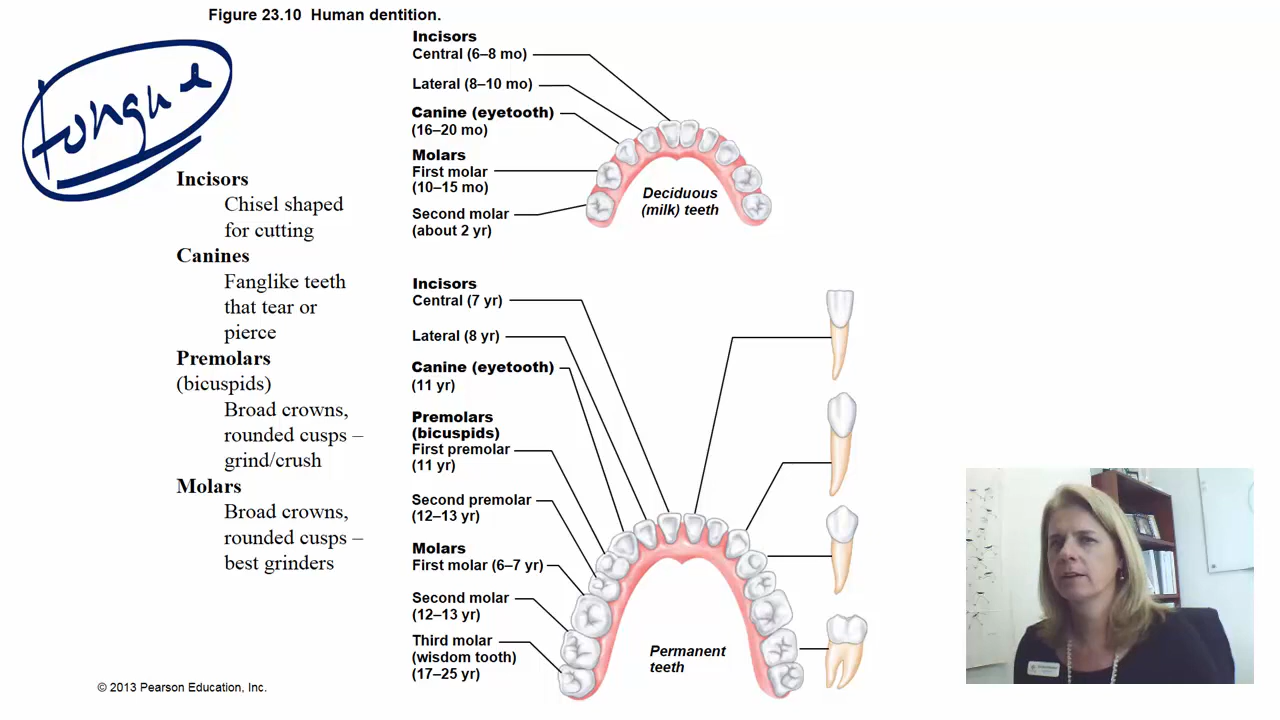 Figure 23.10 Human dentition.
tongue
Incisors
Chisel shaped
for cutting
Canines
Fanglike teeth
that tear or
pierce
Premolars
(bicuspids)
Broad crowns,
rounded cusps –
grind/crush
Molars
Broad crowns,
rounded cusps –
best grinders
Incisors
Central (6–8 mo)
Lateral (8–10 mo)
Canine (eyetooth)
(16–20 mo)
Molars
First molar
(10–15 mo)
Second molar
(about 2 yr)
Deciduous
(milk) teeth
Incisors
Central (7 yr)
Lateral (8 yr)
Canine (eyetooth)
(11 yr)
Premolars
(bicuspids)
First premolar
(11 yr)
Second premolar
(12–13 yr)
Molars
First molar (6–7 yr)
Second molar
(12–13 yr)
Third molar
(wisdom tooth)
(17–25 yr)
Permanent
teeth
© 2013 Pearson Education, Inc.